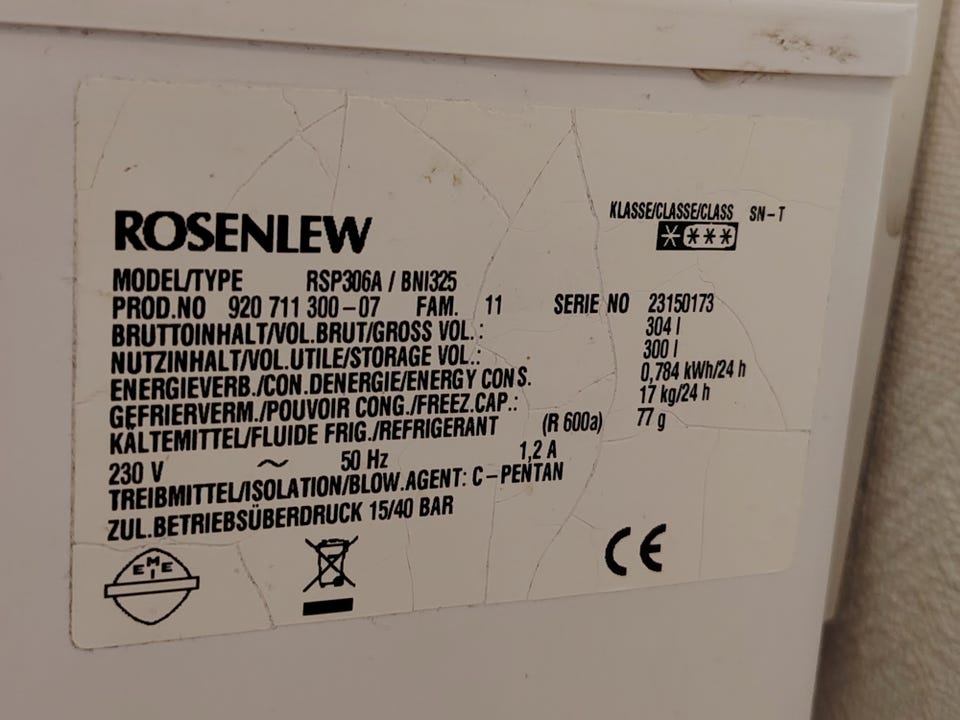 KLASSE/CLASSE/CLASS SN-T
ROSENLEW
MODEL/TYPE RSP306A / BNI325
PROD.NO 920 711 300-07 FAM. 11 SERIE NO 23150173
BRUTTOINHALT/VOL.BRUT/GROSS VOL.: 304 l
NUTZINHALT/VOL.UTILE/STORAGE VOL.: 300 l
ENERGIEVERB./CON.DENERGIE/ENERGY CONS. 0,784 kWh/24 h
GEFRIERVERM./POUVOIR CONG./FREEZ.CAP.: 17 kg/24 h
KÄLTEMITTEL/FLUIDE FRIG./REFRIGERANT (R 600a) 77 g
230 V ~ 50 Hz 1,2 A
TREIBMITTEL/ISOLATION/BLOW.AGENT: C-PENTAN
ZUL.BETRIEBSÜBERDRUCK 15/40 BAR
EMIE
CE